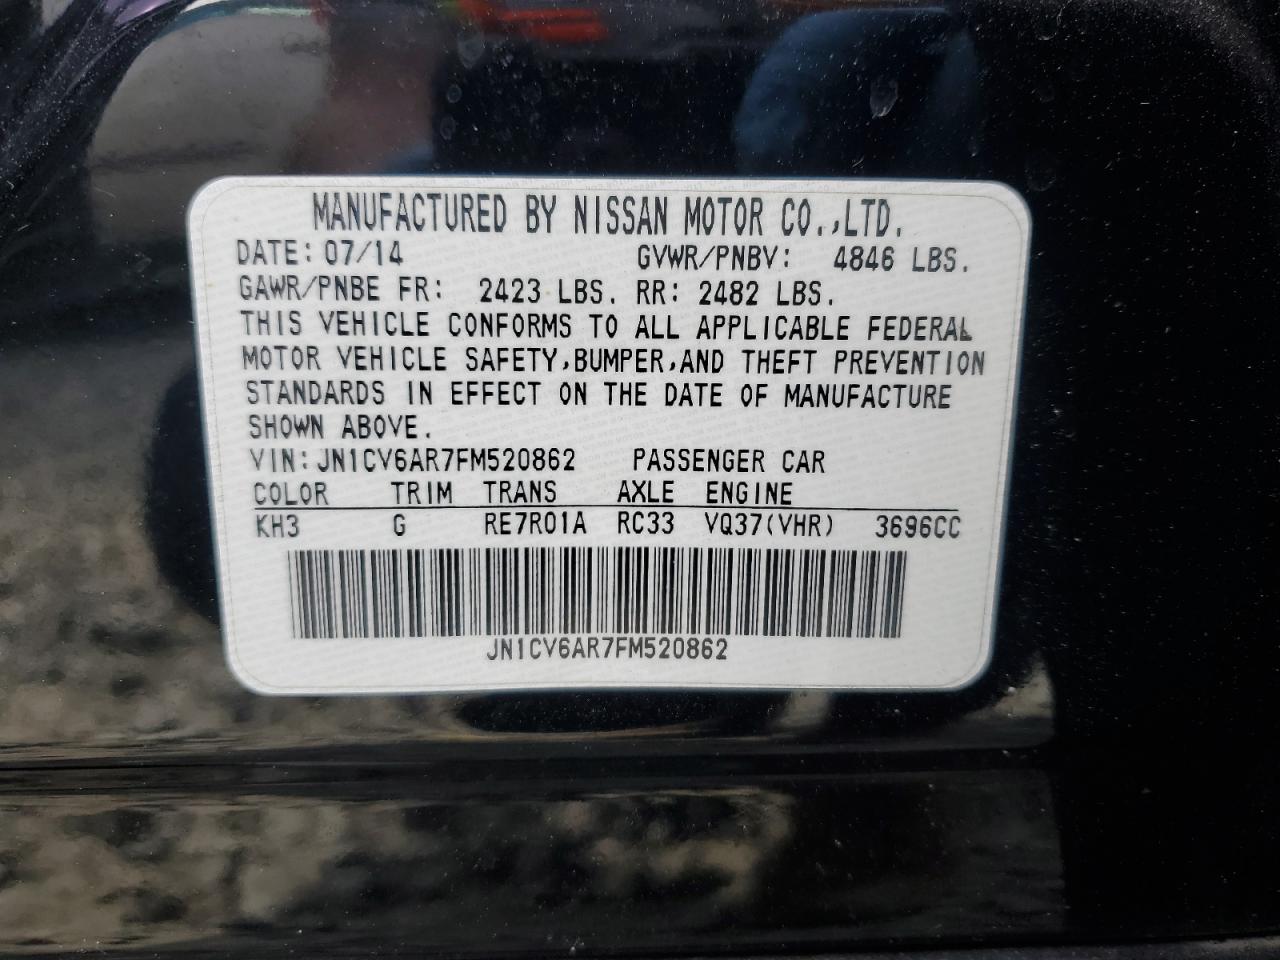 MANUFACTURED BY NISSAN MOTOR CO.,LTD.
DATE: 07/14 GVWR/PNBV: 4846 LBS.
GAWR/PNBE FR: 2423 LBS. RR: 2482 LBS.
THIS VEHICLE CONFORMS TO ALL APPLICABLE FEDERAL
MOTOR VEHICLE SAFETY,BUMPER,AND THEFT PREVENTION
STANDARDS IN EFFECT ON THE DATE OF MANUFACTURE
SHOWN ABOVE.
VIN: JN1CV6AR7FM520862 PASSENGER CAR
COLOR TRIM TRANS AXLE ENGINE
KH3 G RE7R01A RC33 VQ37(VHR) 3696CC
JN1CV6AR7FM520862